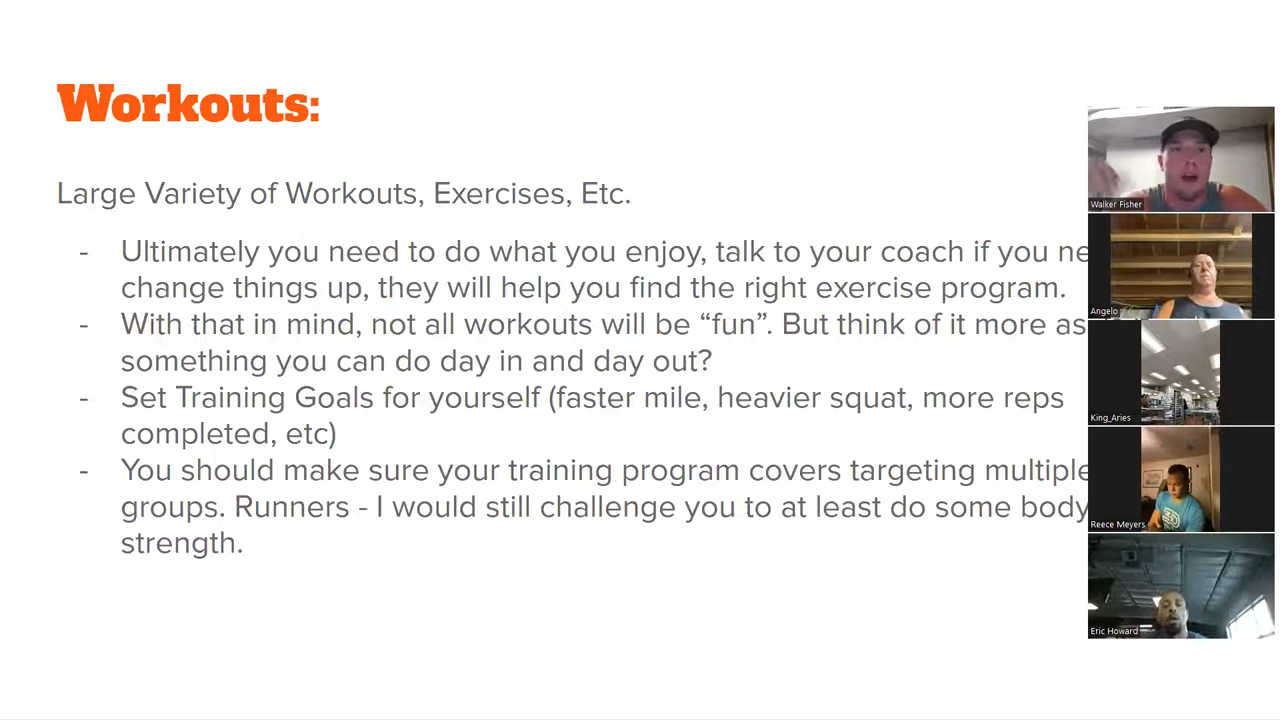 Workouts:
Large Variety of Workouts, Exercises, Etc.
- Ultimately you need to do what you enjoy, talk to your coach if you ne
change things up, they will help you find the right exercise program.
- With that in mind, not all workouts will be “fun”. But think of it more as
something you can do day in and day out?
- Set Training Goals for yourself (faster mile, heavier squat, more reps
completed, etc)
- You should make sure your training program covers targeting multiple
groups. Runners - I would still challenge you to at least do some body
strength.
Walker Fisher
Angelo
King_Aries
Reece Meyers
Eric Howard